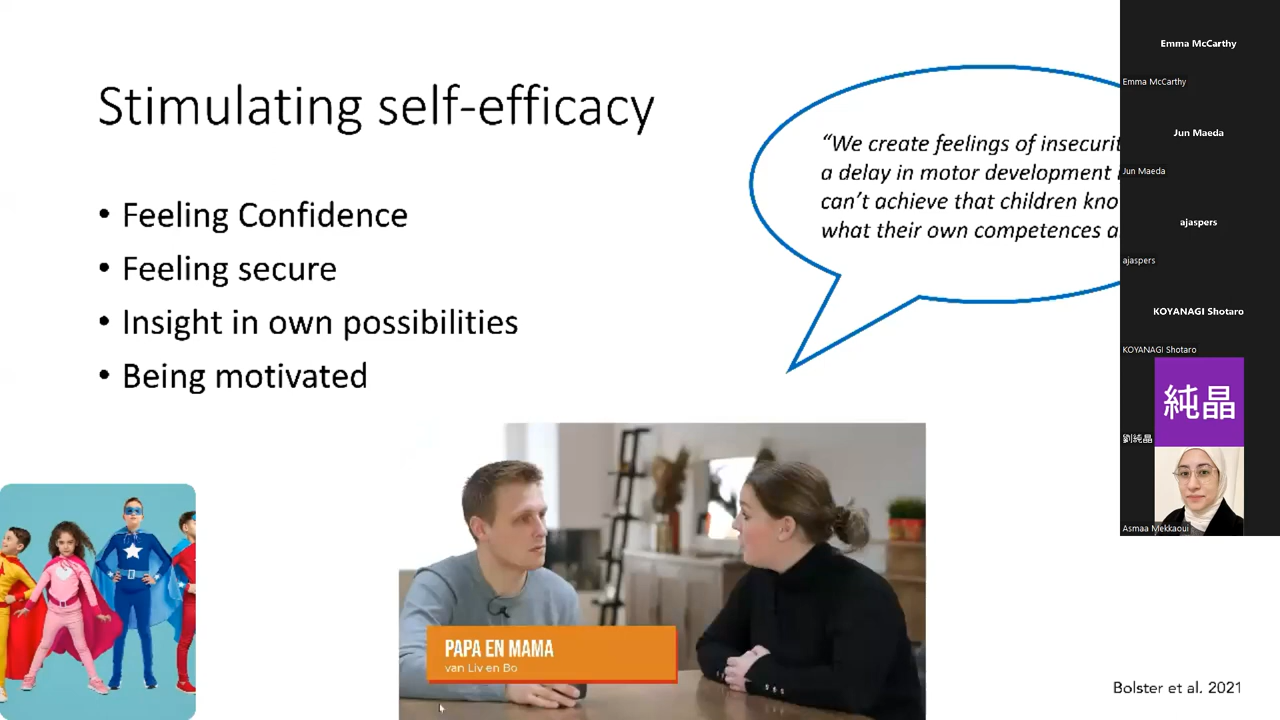 Stimulating self-efficacy
• Feeling Confidence
• Feeling secure
• Insight in own possibilities
• Being motivated
“We create feelings of insecurit
a delay in motor development
can’t achieve that children kno
what their own competences a
PAPA EN MAMA
van Liv en Bo
Bolster et al. 2021
Emma McCarthy
Emma McCarthy
Jun Maeda
Jun Maeda
ajaspers
ajaspers
KOYANAGI Shotaro
KOYANAGI Shotaro
純晶
劉純晶
Asmaa Mekkaoui